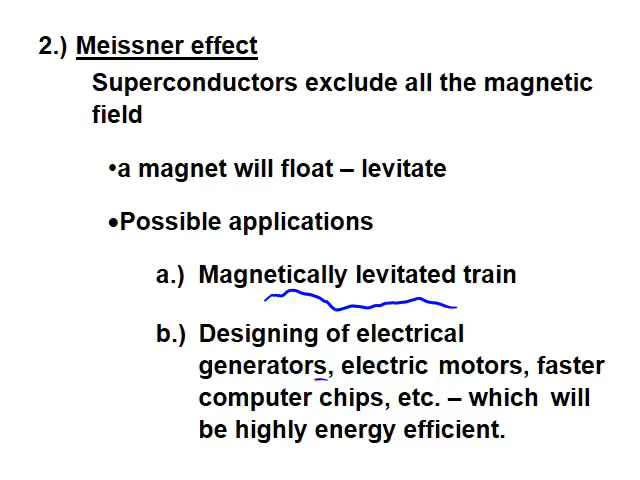 2.) Meissner effect
Superconductors exclude all the magnetic
field
•a magnet will float – levitate
•Possible applications
a.) Magnetically levitated train
b.) Designing of electrical
generators, electric motors, faster
computer chips, etc. – which will
be highly energy efficient.